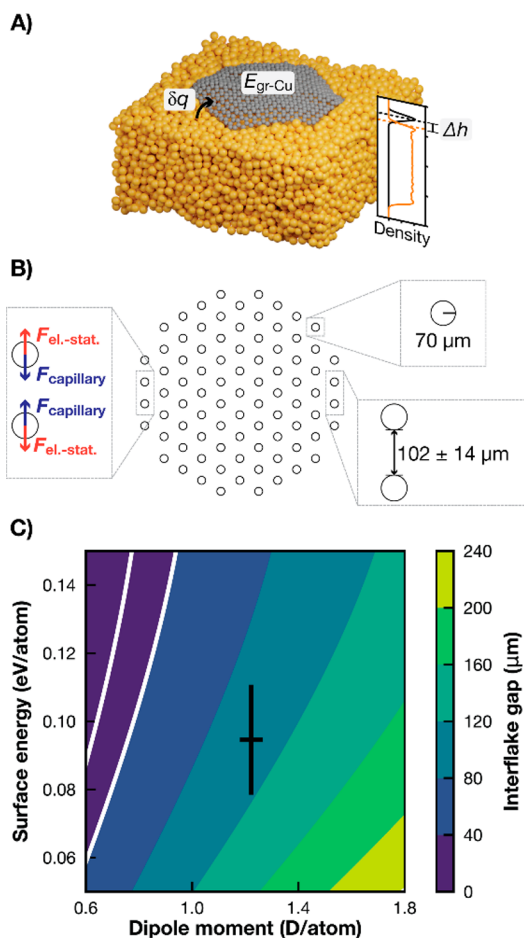 A)
δq
E_gr-Cu
Δh
Density
B)
F_el.-stat.
F_capillary
F_capillary
F_el.-stat.
70 μm
102 ± 14 μm
C)
Surface energy (eV/atom)
0.14
0.12
0.10
0.08
0.06
0.6
1.0
1.4
1.8
Dipole moment (D/atom)
240
200
160
120
80
40
0
Interflake gap (μm)